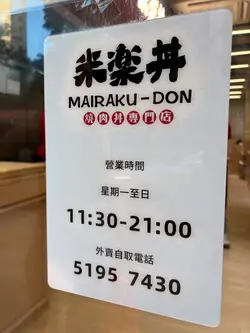 米楽丼
MAIRAKU-DON
燒肉丼專門店
營業時間
星期一至日
11:30-21:00
外賣自取電話
5195 7430